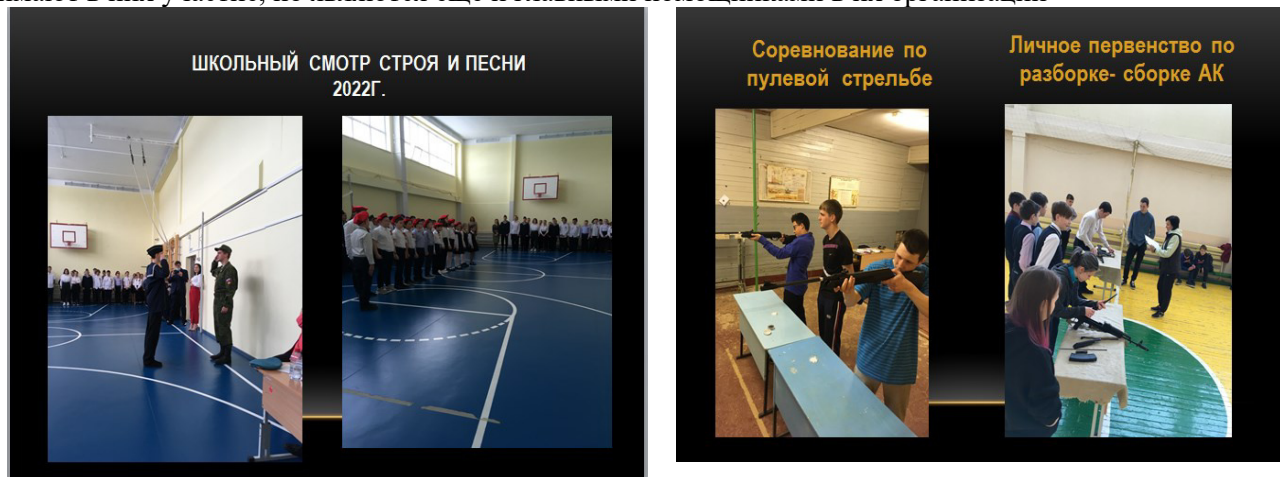 ШКОЛЬНЫЙ СМОТР СТРОЯ И ПЕСНИ
2022Г.
Соревнование по
пулевой стрельбе
Личное первенство по
разборке- сборке АК